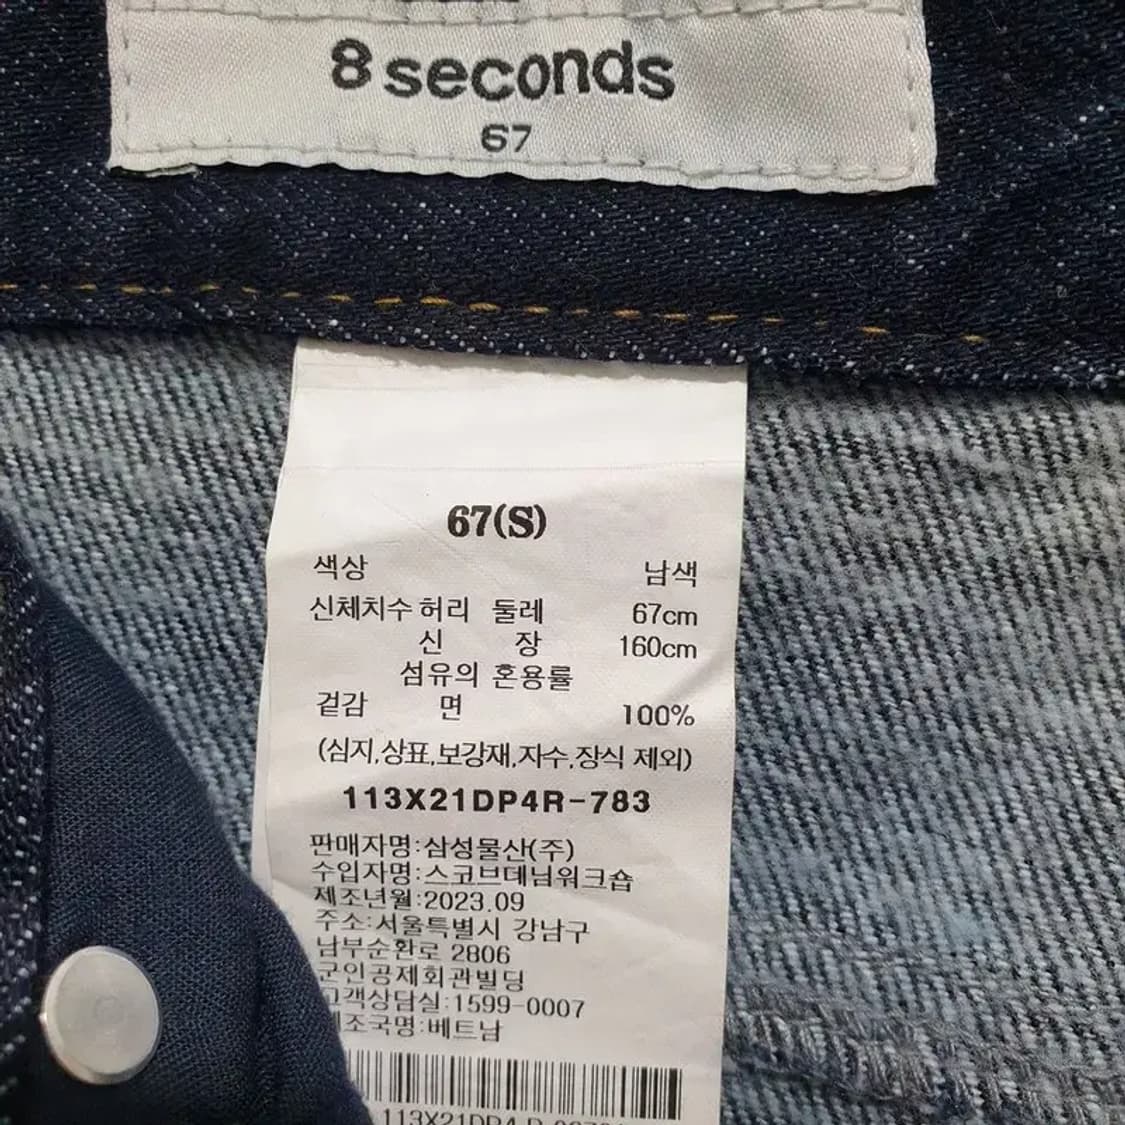 8 seconds
67
67(S)
색상 남색
신체치수 허리 둘레 67cm
신 장 160cm
섬유의 혼용률
겉감 면 100%
(심지,상표,보강재,자수,장식 제외)
113X21DP4R-783
판매자명:삼성물산(주)
수입자명:스코브데님워크숍
제조년월:2023.09
주소:서울특별시 강남구
남부순환로 2806
군인공제회관빌딩
고객상담실:1599-0007
제조국명:베트남